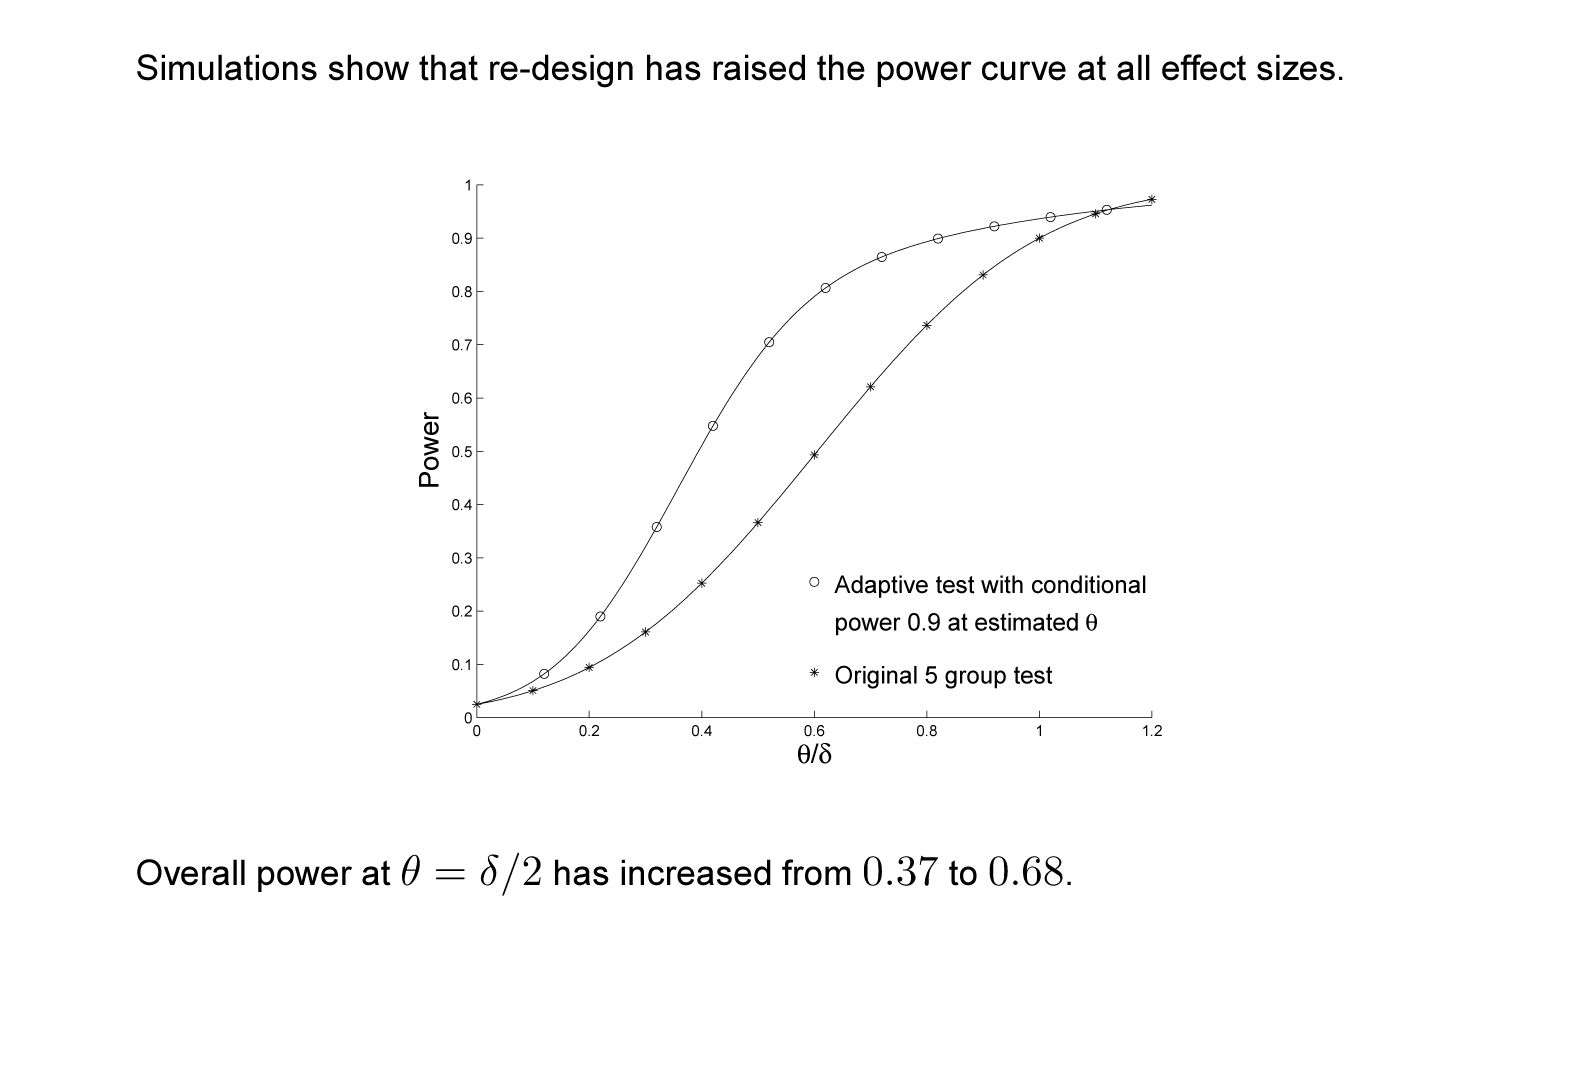 Simulations show that re-design has raised the power curve at all effect sizes.
1
0.9
0.8
0.7
0.6
0.5
0.4
0.3
0.2
0.1
0
Power
Adaptive test with conditional
power 0.9 at estimated θ
Original 5 group test
0 0.2 0.4 0.6 0.8 1 1.2
θ/δ
Overall power at θ = δ/2 has increased from 0.37 to 0.68.